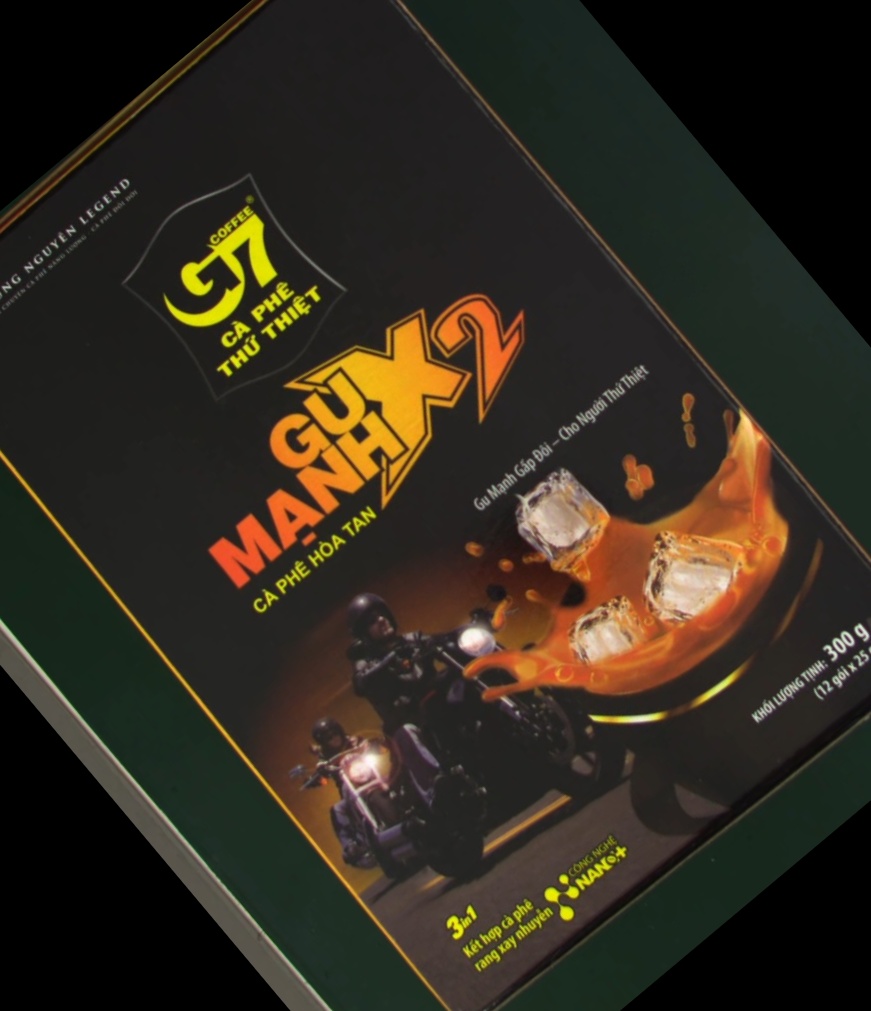 NGUYÊN LEGEND
COFFEE
G7
CÀ PHÊ
THỨ THIỆT
GU
MẠNH
X2
CÀ PHÊ HÒA TAN
Gu Mạnh Gấp Đôi – Cho Người Thứ Thiệt
KHỐI LƯỢNG TỊNH: 300 g
(12 gói x 25
3in1
Kết hợp cà phê
rang xay nhuyễn
CÔNG NGHỆ
NANO+